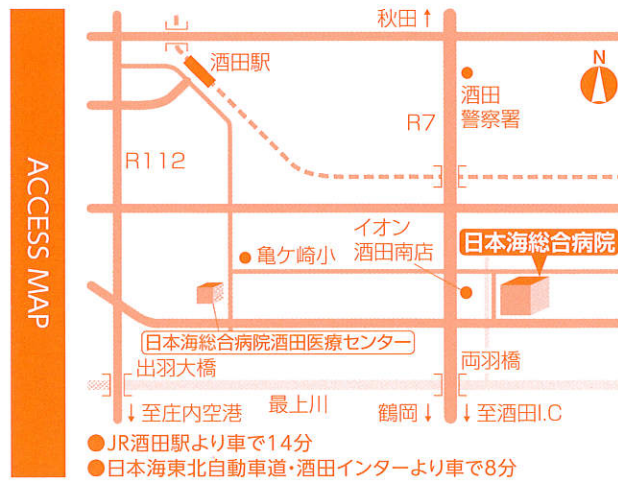 ACCESS MAP
秋田↑
酒田駅
N
酒田
警察署
R7
R112
イオン
酒田南店
日本海総合病院
亀ケ崎小
日本海総合病院酒田医療センター
出羽大橋
両羽橋
↓至庄内空港
最上川
鶴岡↓
↓至酒田I.C
●JR酒田駅より車で14分
●日本海東北自動車道・酒田インターより車で8分